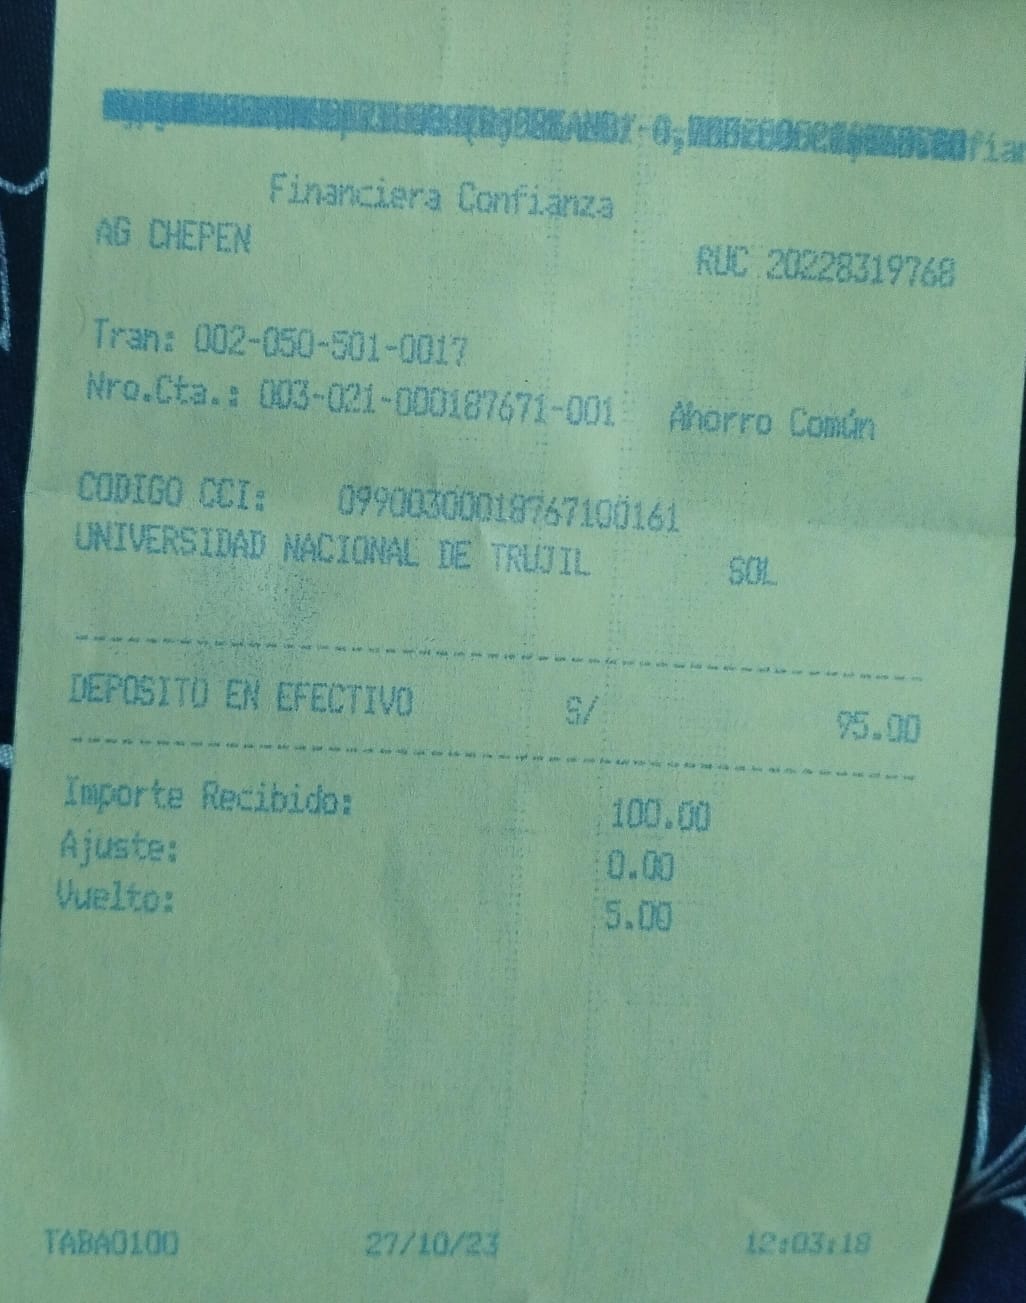 Financiera Confianza
AG CHEPEN RUC 20228319768
Tran: 002-050-501-0017
Nro.Cta.: 003-021-000187671-001 Ahorro Común
CODIGO CCI: 09900300018767100161
UNIVERSIDAD NACIONAL DE TRUJIL SOL
DEPOSITO EN EFECTIVO S/ 95.00
Importe Recibido: 100.00
Ajuste: 0.00
Vuelto: 5.00
TABA0100 27/10/23 12:03:18